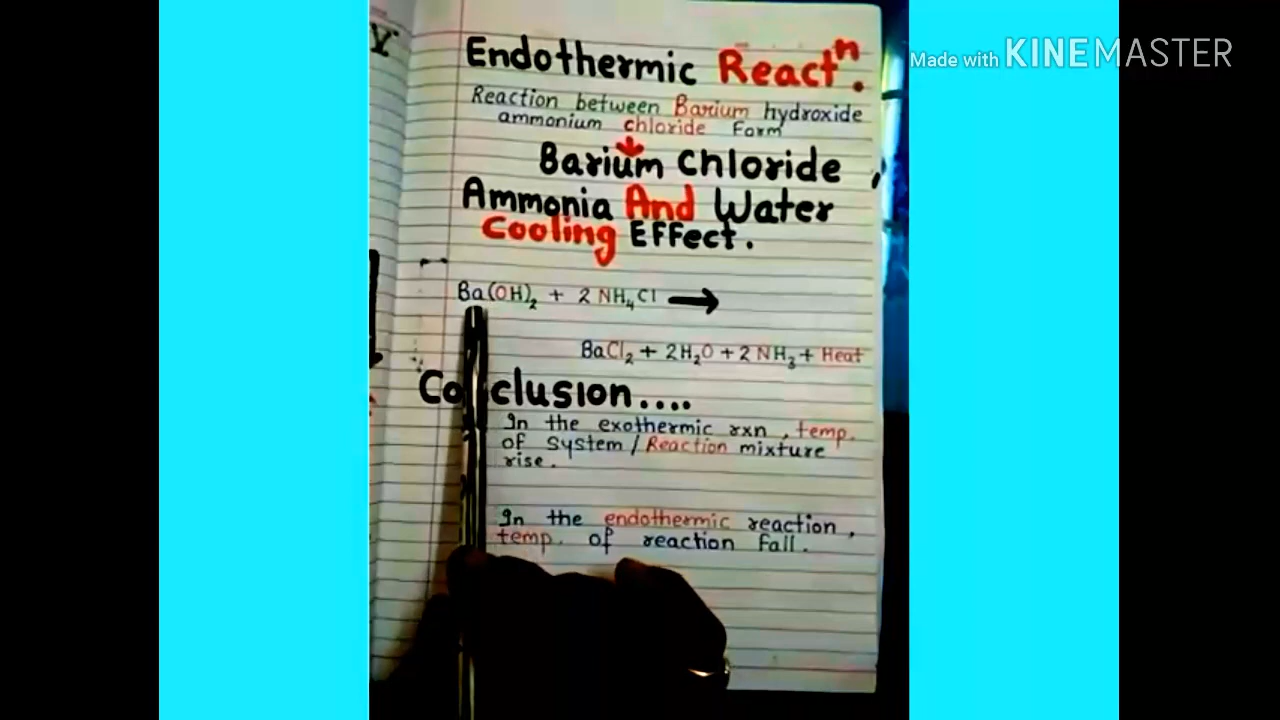 Made with KINEMASTER
Endothermic Reactn.
Reaction between Barium hydroxide
ammonium chloride Form
Barium Chloride,
Ammonia And Water
Cooling Effect.
Ba(OH)2 + 2 NH4Cl →
BaCl2 + 2H2O + 2 NH3 + Heat
Co clusion....
In the exothermic rxn, temp.
of system / Reaction mixture
rise.
In the endothermic reaction,
temp. of reaction fall.